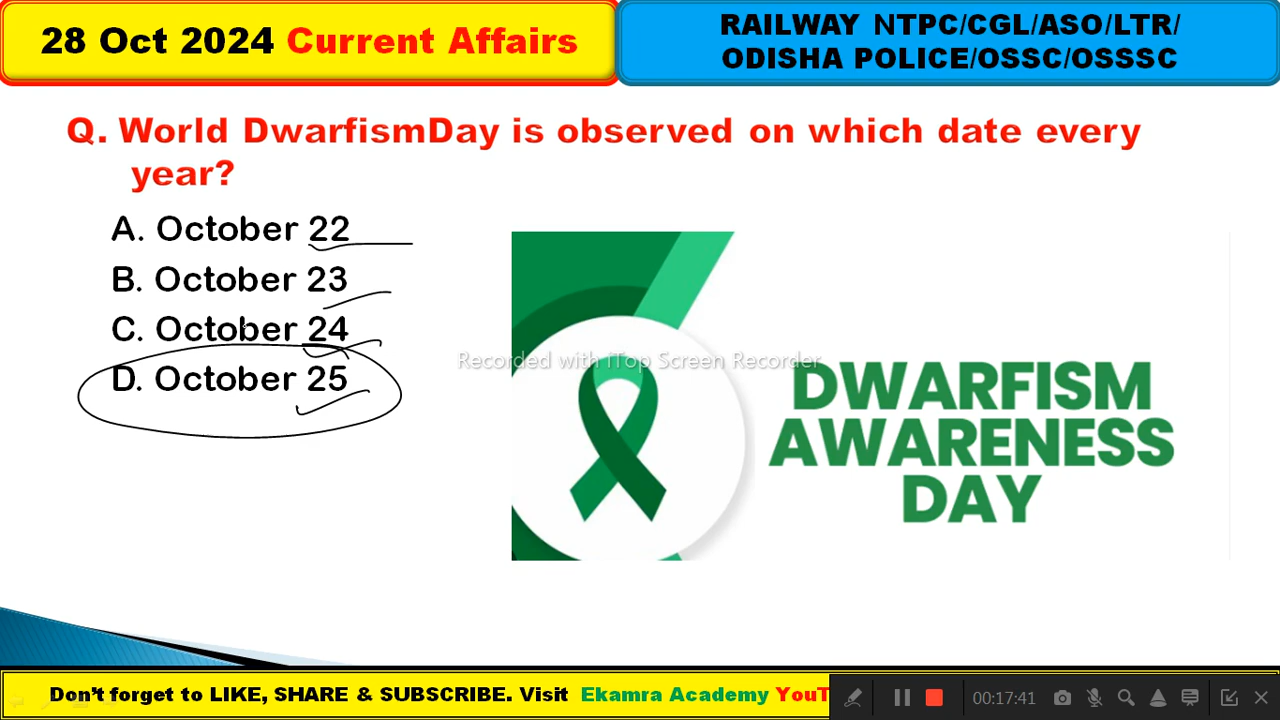 28 Oct 2024 Current Affairs
RAILWAY NTPC/CGL/ASO/LTR/
ODISHA POLICE/OSSC/OSSSC
Q. World DwarfismDay is observed on which date every
year?
A. October 22
B. October 23
C. October 24
D. October 25
Recorded with iTop Screen Recorder
DWARFISM
AWARENESS
DAY
Don't forget to LIKE, SHARE & SUBSCRIBE. Visit Ekamra Academy YouT
00:17:41